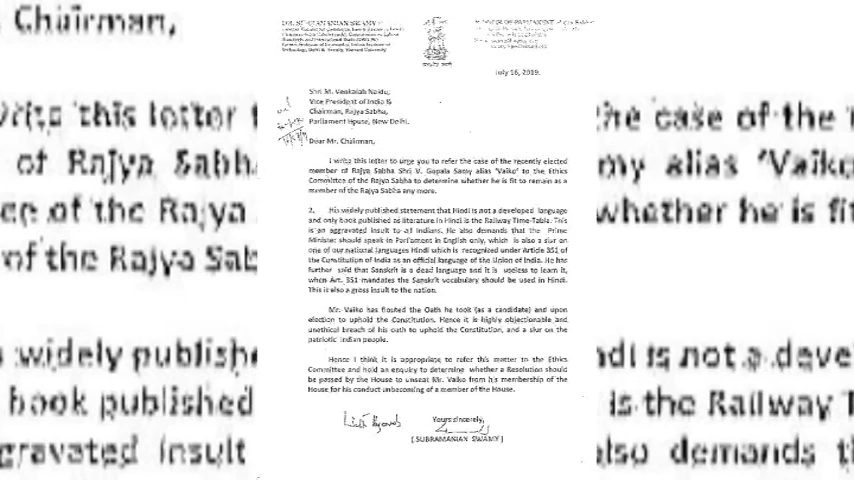 July 16, 2019.
Shri M. Venkaiah Naidu,
Vice President of India &
Chairman, Rajya Sabha,
Parliament House, New Delhi.
Dear Mr. Chairman,
I write this letter to urge you to refer the case of the recently elected
member of Rajya Sabha Shri V. Gopala Samy alias 'Vaiko' to the Ethics
Committee of the Rajya Sabha to determine whether he is fit to remain as a
member of the Rajya Sabha any more.
2. His widely published statement that Hindi is not a developed language
and only book published as literature in Hindi is the Railway Time-Table. This
is an aggravated insult to all Indians. He also demands that the Prime
Minister should speak in Parliament in English only, which is also a slur on
one of our national languages Hindi which is recognized under Article 351 of
the Constitution of India as an official language of the Union of India. He has
further said that Sanskrit is a dead language and it is useless to learn it,
when Art. 351 mandates the Sanskrit vocabulary should be used in Hindi.
This is also a gross insult to the nation.
Mr. Vaiko has flouted the Oath he took (as a candidate) and upon
election to uphold the Constitution. Hence it is highly objectionable and
unethical breach of his oath to uphold the Constitution, and a slur on the
patriotic Indian people.
Hence I think it is appropriate to refer this matter to the Ethics
Committee and hold an enquiry to determine whether a Resolution should
be passed by the House to unseat Mr. Vaiko from his membership of the
House for his conduct unbecoming of a member of the House.
Yours sincerely,
( SUBRAMANIAN SWAMY )
Chairman,
write this letter
of Rajya Sabh
ce of the Rajya
of the Rajya Sab
widely publishe
book published
gravated insult
the case of the
my alias 'Vaiko
whether he is fit
ndi is not a deve
is the Railway T
also demands th